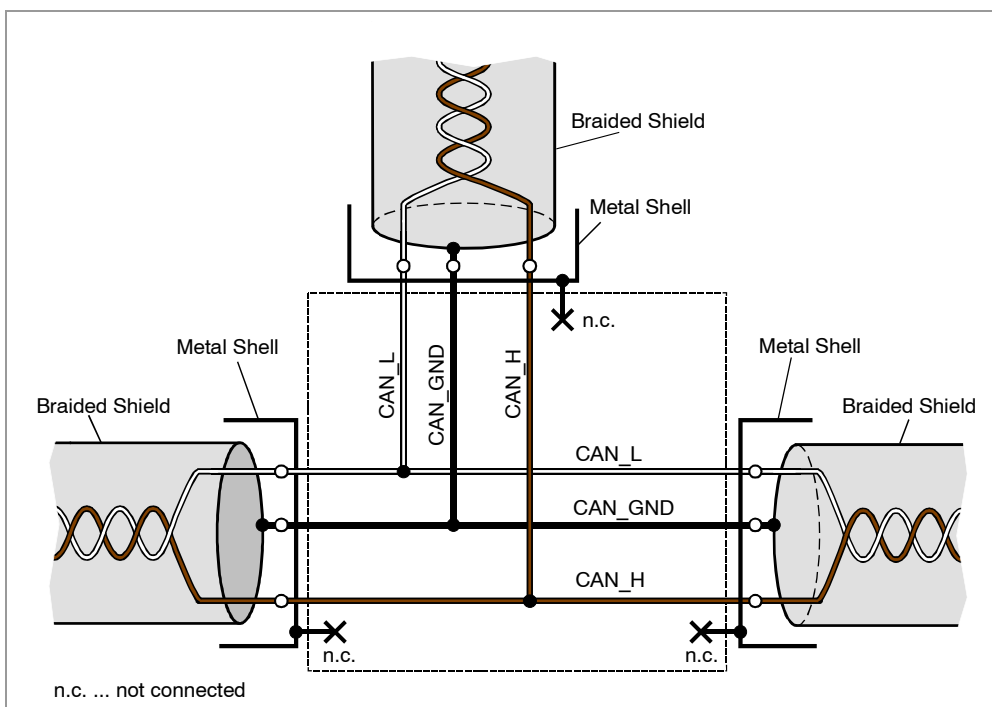 Braided Shield
Metal Shell
n.c.
CAN_L
CAN_GND
CAN_H
Metal Shell
Metal Shell
Braided Shield
Braided Shield
CAN_L
CAN_GND
CAN_H
n.c.
n.c.
n.c. ... not connected